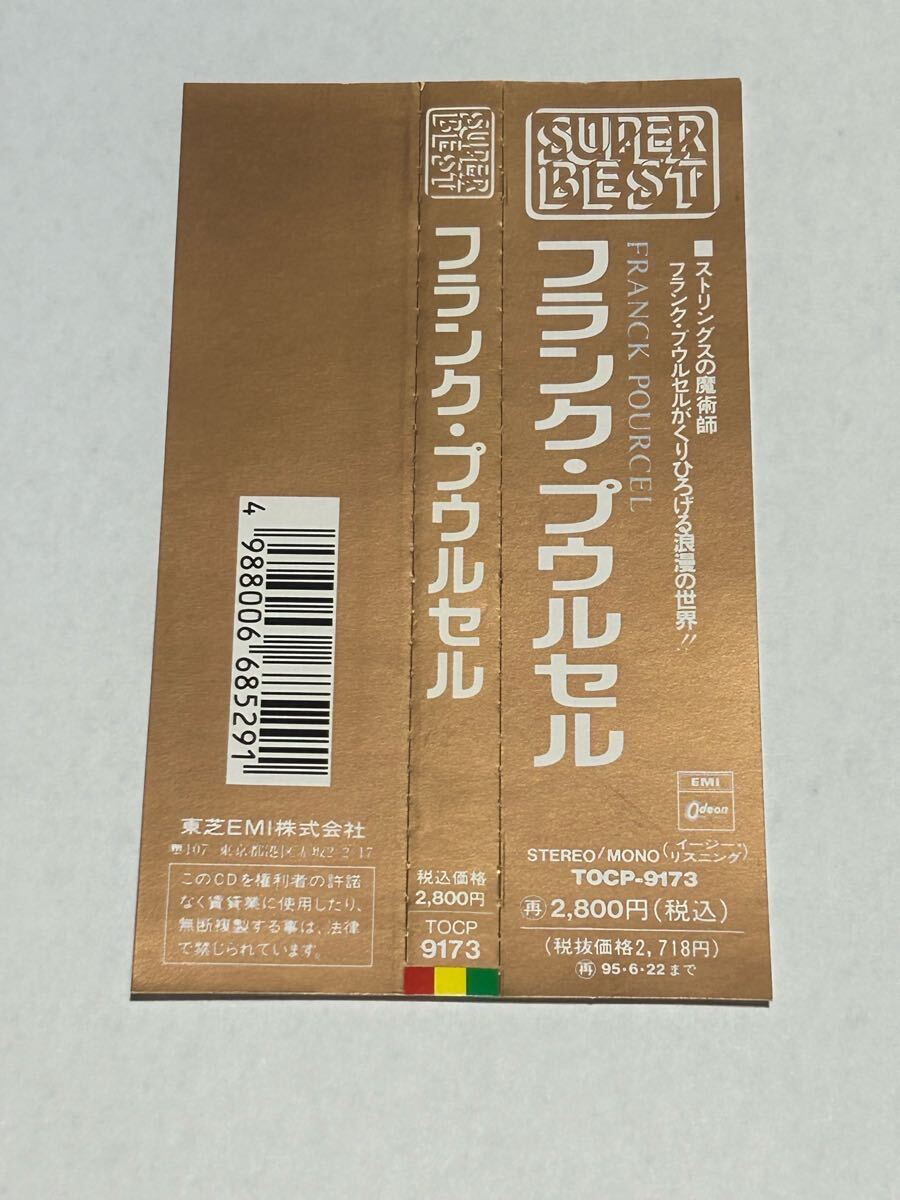 SUPER
BEST
■ストリングスの魔術師
フランク・プウルセルがくりひろげる浪漫の世界!!
FRANCK POURCEL
フランク・プウルセル
EMI
Odeon
STEREO/MONO(イージー・リスニング)
TOCP-9173
再2,800円(税込)
(税抜価格2,718円)
再95・6・22まで
SUPER
BEST
フランク・プウルセル
税込価格
2,800円
TOCP
9173
4 988006 685291
東芝EMI株式会社
〒107 東京都港区赤坂2-2-17
このCDを権利者の許諾
なく賃貸業に使用したり、
無断複製する事は、法律
で禁じられています。